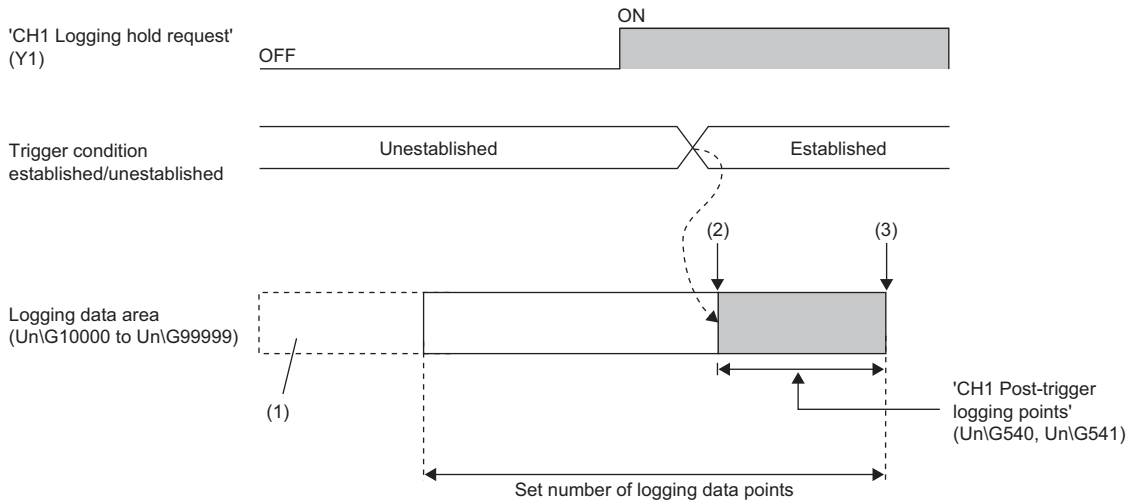 ON
'CH1 Logging hold request'
(Y1)
OFF
Trigger condition
established/unestablished
Unestablished
Established
(2)
(3)
Logging data area
(Un\G10000 to Un\G99999)
(1)
'CH1 Post-trigger
logging points'
(Un\G540, Un\G541)
Set number of logging data points